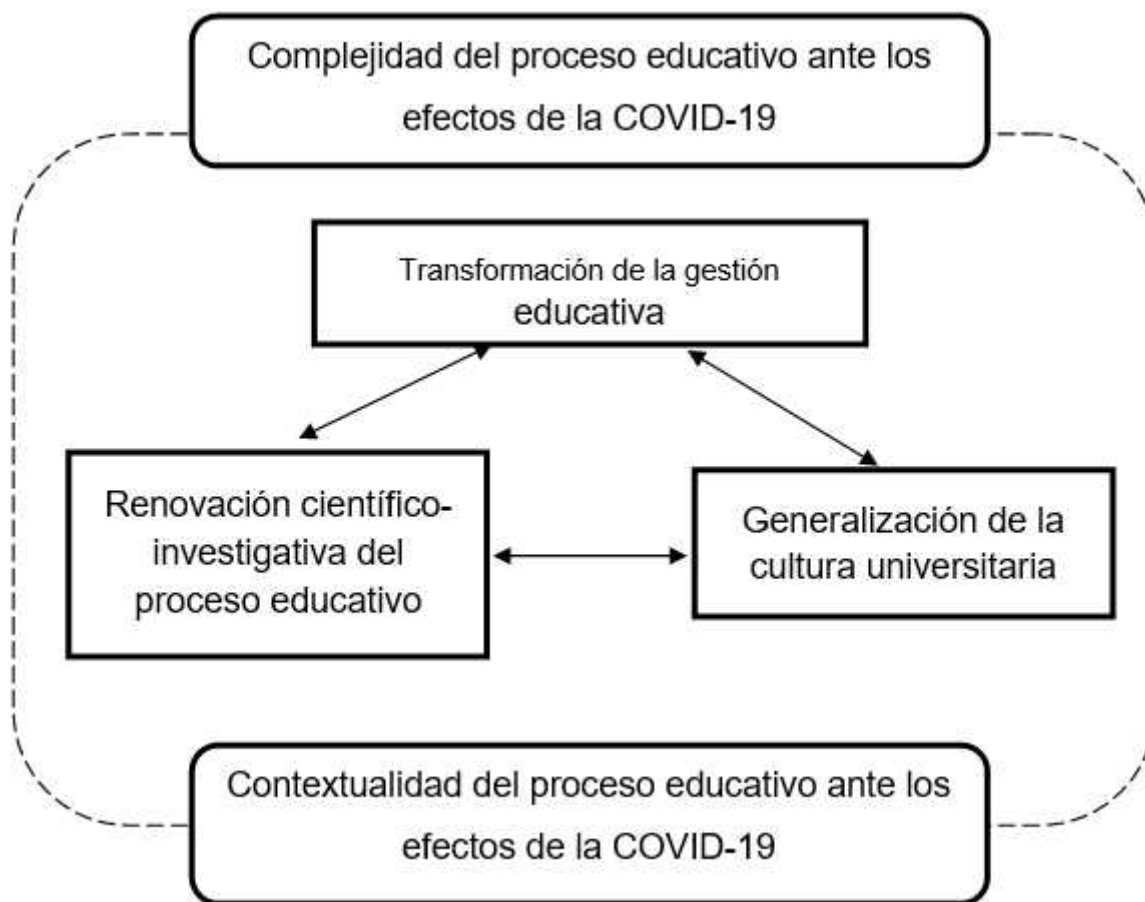 Complejidad del proceso educativo ante los
efectos de la COVID-19
Transformación de la gestión
educativa
Renovación científico-
investigativa del
proceso educativo
Generalización de la
cultura universitaria
Contextualidad del proceso educativo ante los
efectos de la COVID-19